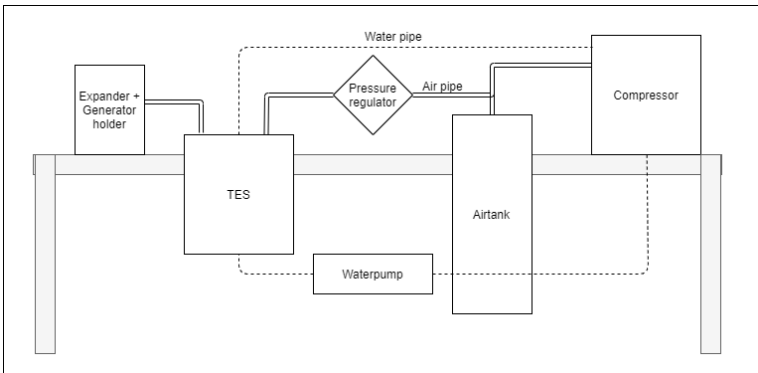 Water pipe
Expander +
Generator
holder
Pressure
regulator
Air pipe
Compressor
TES
Airtank
Waterpump